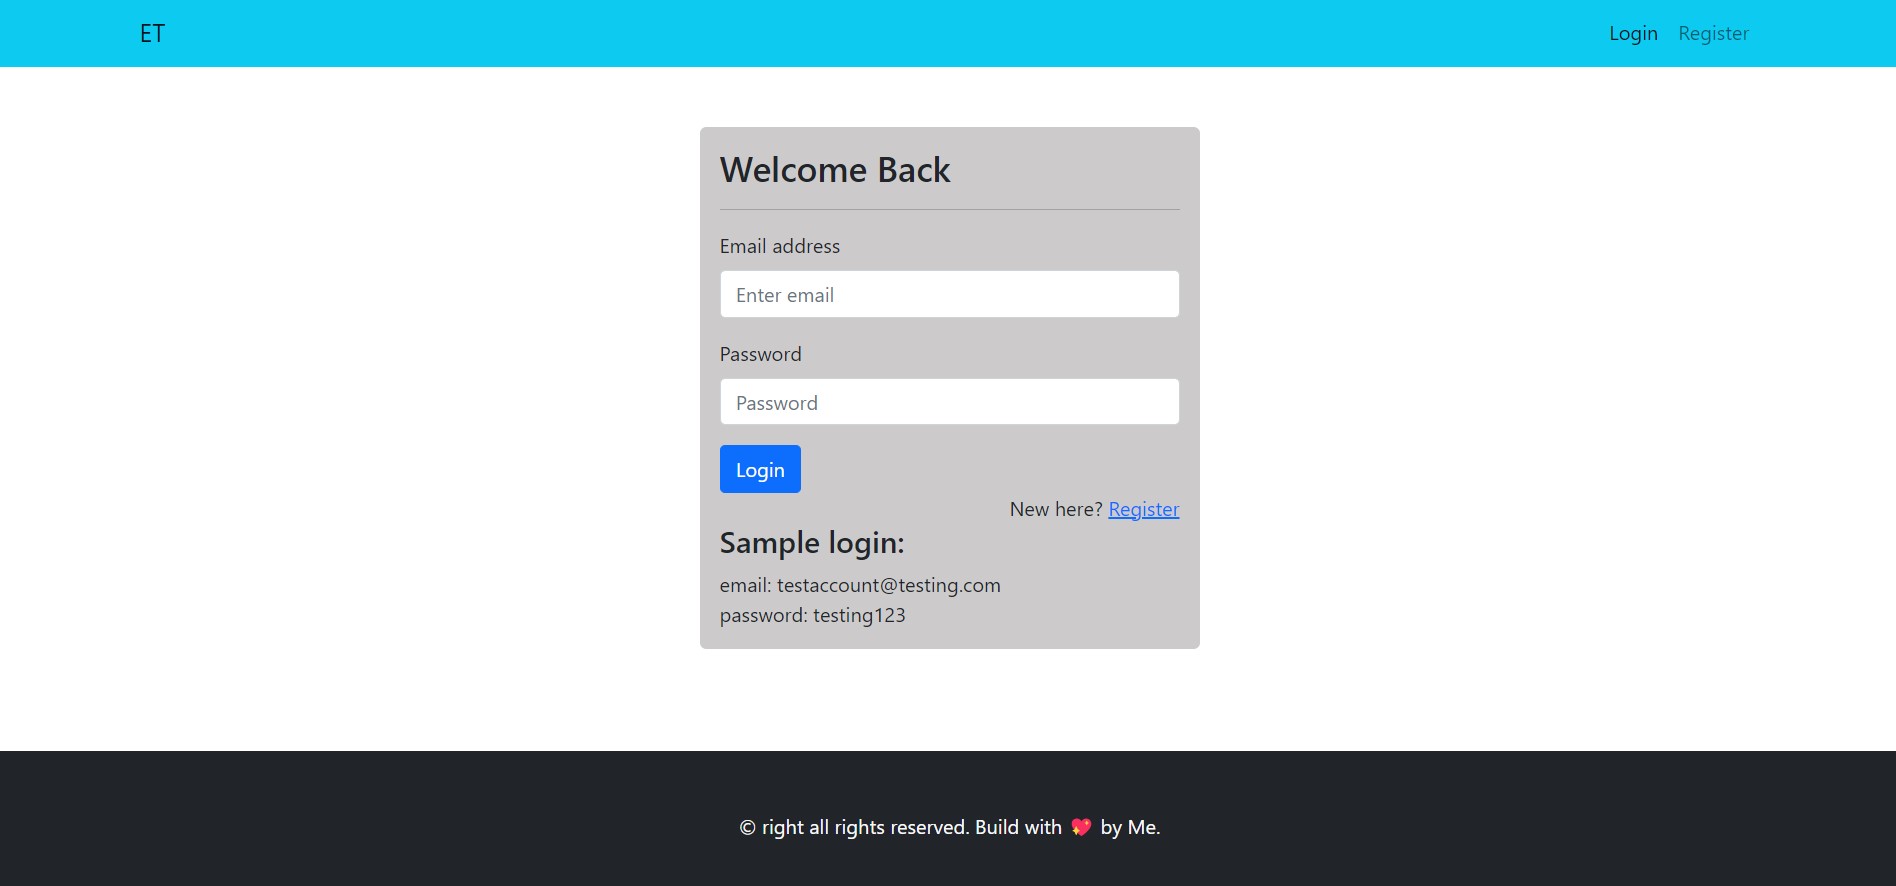 ET
Login Register
Welcome Back
Email address
Enter email
Password
Password
Login
New here? Register
Sample login:
email: testaccount@testing.com
password: testing123
© right all rights reserved. Build with 💖 by Me.